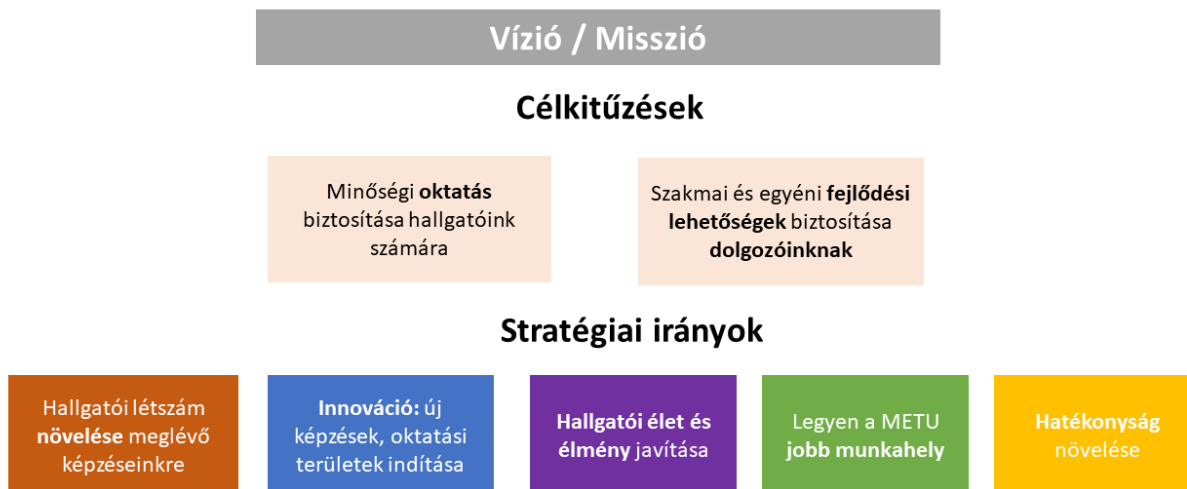 Vízió / Misszió
Célkitűzések
Minőségi oktatás
biztosítása hallgatóink
számára
Szakmai és egyéni fejlődési
lehetőségek biztosítása
dolgozóinknak
Stratégiai irányok
Hallgatói létszám
növelése meglévő
képzéseinkre
Innováció: új
képzések, oktatási
területek indítása
Hallgatói élet és
élmény javítása
Legyen a METU
jobb munkahely
Hatékonyság
növelése